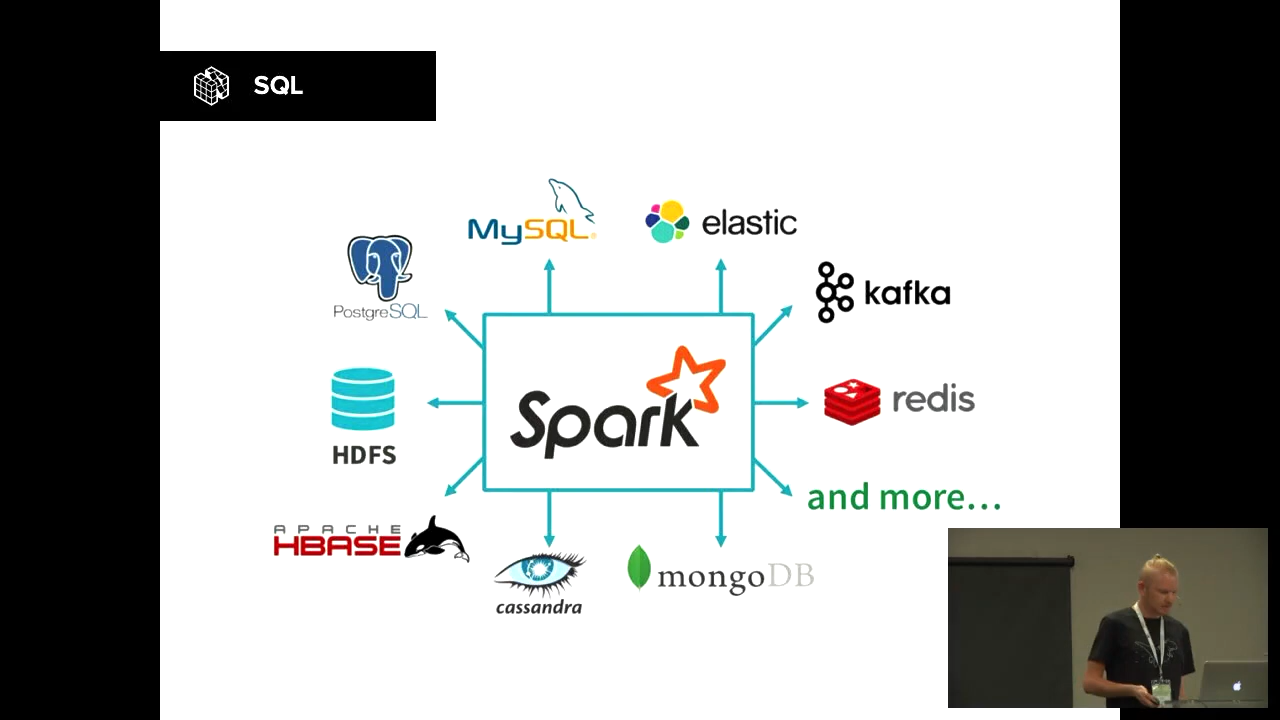 SQL
MySQL
elastic
PostgreSQL
kafka
Spark
redis
HDFS
and more...
APACHE
HBASE
cassandra
mongoDB